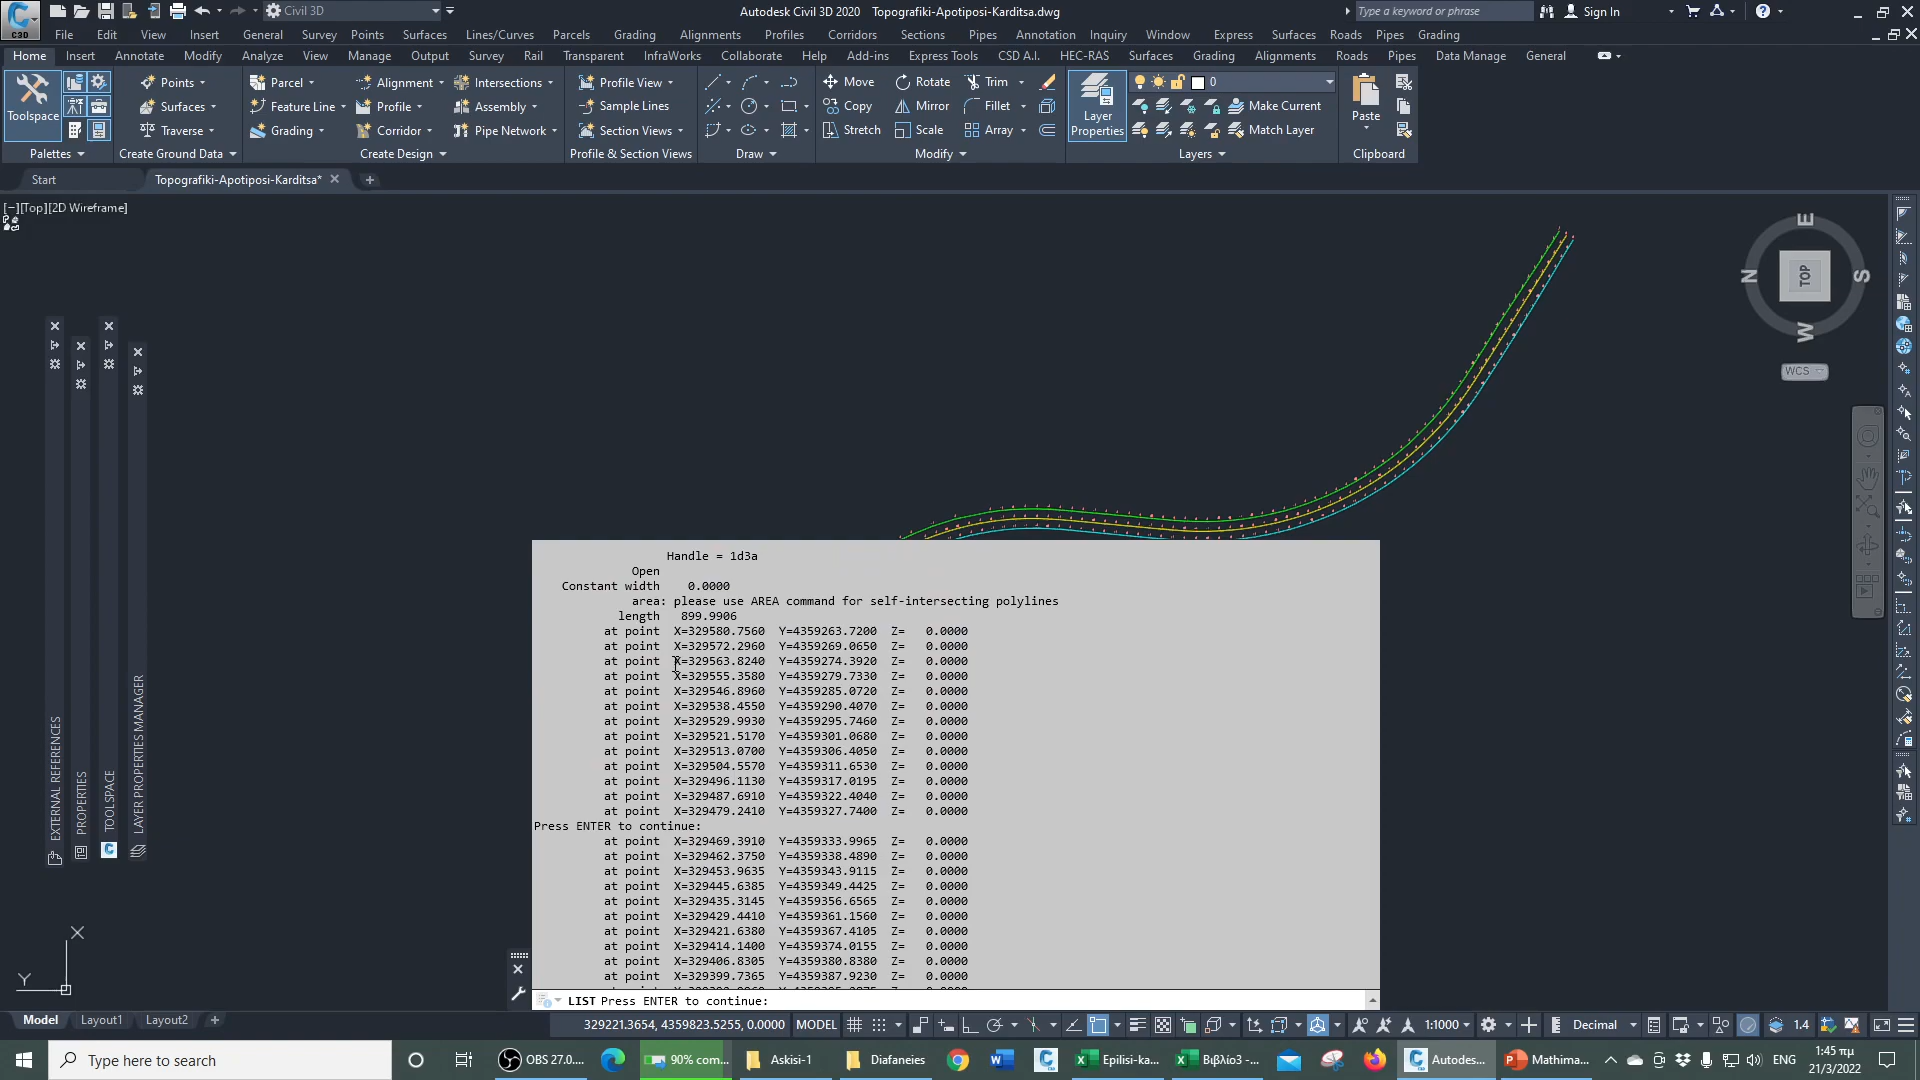 Civil 3D
Autodesk Civil 3D 2020 Topografiki-Apotiposi-Karditsa.dwg
Type a keyword or phrase
Sign In
C3D
File Edit View Insert General Survey Points Surfaces Lines/Curves Parcels Grading Alignments Profiles Corridors Sections Pipes Annotation Inquiry Window Express Surfaces Roads Pipes Grading
Home Insert Annotate Modify Analyze View Manage Output Survey Rail Transparent InfraWorks Collaborate Help Add-ins Express Tools CSD A.I. HEC-RAS Surfaces Grading Alignments Roads Pipes Data Manage General
Points Parcel Alignment Intersections Profile View Move Rotate Trim 0
Toolspace Surfaces Feature Line Profile Assembly Sample Lines Copy Mirror Fillet Layer Properties Make Current Paste
Traverse Grading Corridor Pipe Network Section Views Stretch Scale Array Match Layer
Palettes Create Ground Data Create Design Profile & Section Views Draw Modify Layers Clipboard
Start Topografiki-Apotiposi-Karditsa*
[−][Top][2D Wireframe]
E
N TOP S
W
WCS
EXTERNAL REFERENCES
PROPERTIES
TOOLSPACE
LAYER PROPERTIES MANAGER
Handle = 1d3a
Open
Constant width 0.0000
area: please use AREA command for self-intersecting polylines
length 899.9906
at point X=329580.7560 Y=4359263.7200 Z= 0.0000
at point X=329572.2960 Y=4359269.0650 Z= 0.0000
at point X=329563.8240 Y=4359274.3920 Z= 0.0000
at point X=329555.3580 Y=4359279.7330 Z= 0.0000
at point X=329546.8960 Y=4359285.0720 Z= 0.0000
at point X=329538.4550 Y=4359290.4070 Z= 0.0000
at point X=329529.9930 Y=4359295.7460 Z= 0.0000
at point X=329521.5170 Y=4359301.0680 Z= 0.0000
at point X=329513.0700 Y=4359306.4050 Z= 0.0000
at point X=329504.5570 Y=4359311.6530 Z= 0.0000
at point X=329496.1130 Y=4359317.0195 Z= 0.0000
at point X=329487.6910 Y=4359322.4040 Z= 0.0000
at point X=329479.2410 Y=4359327.7400 Z= 0.0000
Press ENTER to continue:
at point X=329469.3910 Y=4359333.9965 Z= 0.0000
at point X=329462.3750 Y=4359338.4890 Z= 0.0000
at point X=329453.9635 Y=4359343.9115 Z= 0.0000
at point X=329445.6385 Y=4359349.4425 Z= 0.0000
at point X=329435.3145 Y=4359356.6565 Z= 0.0000
at point X=329429.4410 Y=4359361.1560 Z= 0.0000
at point X=329421.6380 Y=4359367.4105 Z= 0.0000
at point X=329414.1400 Y=4359374.0155 Z= 0.0000
at point X=329406.8305 Y=4359380.8380 Z= 0.0000
at point X=329399.7365 Y=4359387.9230 Z= 0.0000
LIST Press ENTER to continue:
X
Y
Model Layout1 Layout2
329221.3654, 4359823.5255, 0.0000 MODEL 1:1000 Decimal 1.4
Type here to search
OBS 27.0... 90% com... Askisi-1 Diafaneies Epilisi-ka... Βιβλίο3 -... Autodes... Mathima... ENG
1:45 πμ
21/3/2022